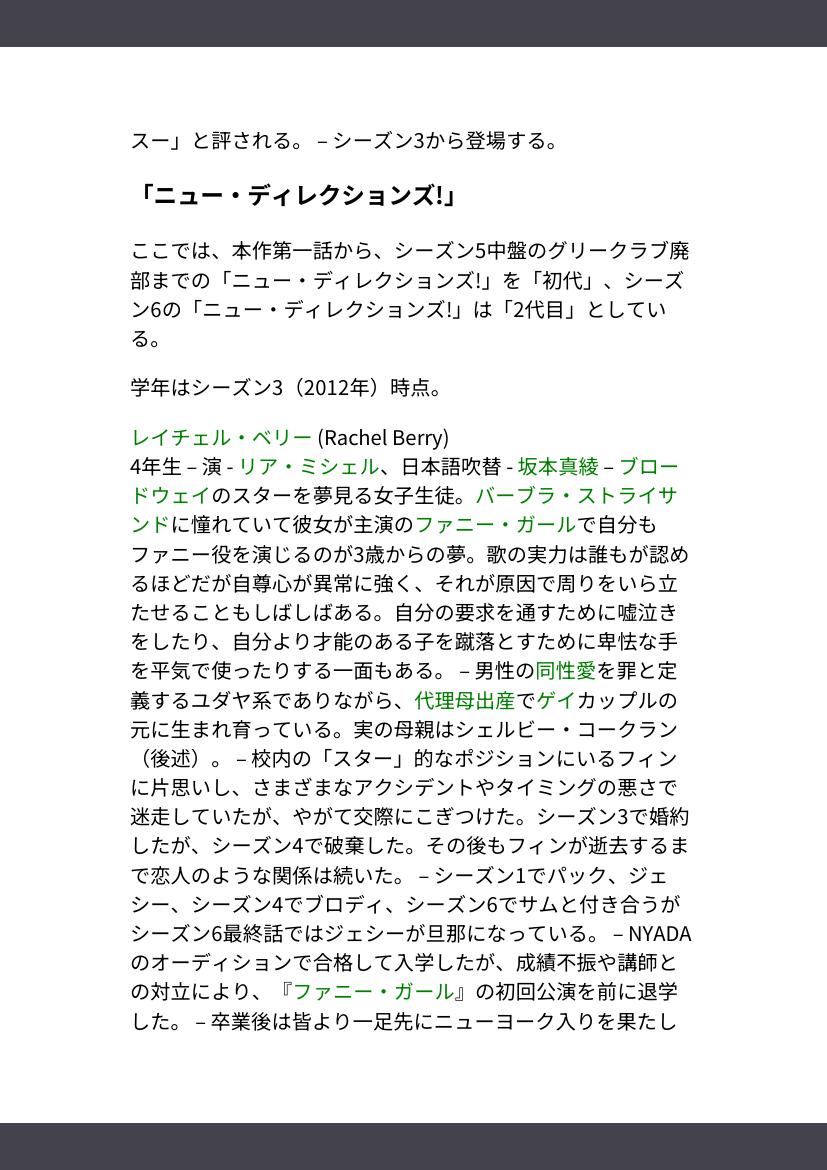 スー」と評される。 – シーズン3から登場する。
「ニュー・ディレクションズ!」
ここでは、本作第一話から、シーズン5中盤のグリークラブ廃
部までの「ニュー・ディレクションズ!」を「初代」、シーズ
ン6の「ニュー・ディレクションズ!」は「2代目」としてい
る。
学年はシーズン3（2012年）時点。
レイチェル・ベリー (Rachel Berry)
4年生 – 演 - リア・ミシェル、日本語吹替 - 坂本真綾 – ブロー
ドウェイのスターを夢見る女子生徒。バーブラ・ストライサ
ンドに憧れていて彼女が主演のファニー・ガールで自分も
ファニー役を演じるのが3歳からの夢。歌の実力は誰もが認め
るほどだが自尊心が異常に強く、それが原因で周りをいら立
たせることもしばしばある。自分の要求を通すために嘘泣き
をしたり、自分より才能のある子を蹴落とすために卑怯な手
を平気で使ったりする一面もある。 – 男性の同性愛を罪と定
義するユダヤ系でありながら、代理母出産でゲイカップルの
元に生まれ育っている。実の母親はシェルビー・コークラン
（後述）。 – 校内の「スター」的なポジションにいるフィン
に片思いし、さまざまなアクシデントやタイミングの悪さで
迷走していたが、やがて交際にこぎつけた。シーズン3で婚約
したが、シーズン4で破棄した。その後もフィンが逝去するま
で恋人のような関係は続いた。 – シーズン1でパック、ジェ
シー、シーズン4でブロディ、シーズン6でサムと付き合うが
シーズン6最終話ではジェシーが旦那になっている。 – NYADA
のオーディションで合格して入学したが、成績不振や講師と
の対立により、『ファニー・ガール』の初回公演を前に退学
した。 – 卒業後は皆より一足先にニューヨーク入りを果たし